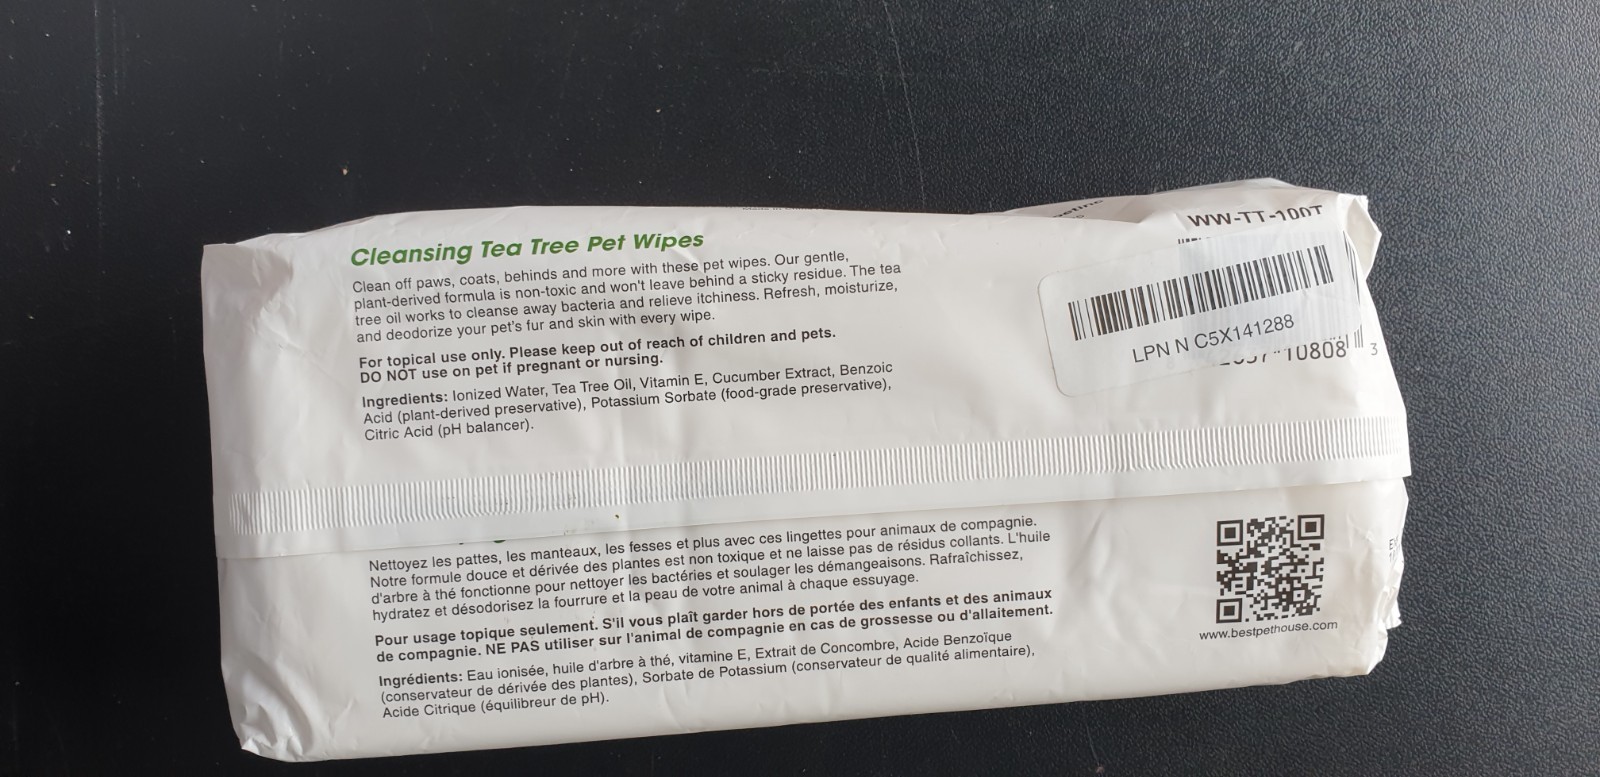 WW-TT-100T
Cleansing Tea Tree Pet Wipes
Clean off paws, coats, behinds and more with these pet wipes. Our gentle,
plant-derived formula is non-toxic and won't leave behind a sticky residue. The tea
tree oil works to cleanse away bacteria and relieve itchiness. Refresh, moisturize,
and deodorize your pet's fur and skin with every wipe.
For topical use only. Please keep out of reach of children and pets.
DO NOT use on pet if pregnant or nursing.
Ingredients: Ionized Water, Tea Tree Oil, Vitamin E, Cucumber Extract, Benzoic
Acid (plant-derived preservative), Potassium Sorbate (food-grade preservative),
Citric Acid (pH balancer).
LPN N C5X141288
10808 3
Nettoyez les pattes, les manteaux, les fesses et plus avec ces lingettes pour animaux de compagnie.
Notre formule douce et dérivée des plantes est non toxique et ne laisse pas de résidus collants. L'huile
d'arbre à thé fonctionne pour nettoyer les bactéries et soulager les démangeaisons. Rafraîchissez,
hydratez et désodorisez la fourrure et la peau de votre animal à chaque essuyage.
Pour usage topique seulement. S'il vous plaît garder hors de portée des enfants et des animaux
de compagnie. NE PAS utiliser sur l'animal de compagnie en cas de grossesse ou d'allaitement.
Ingrédients: Eau ionisée, huile d'arbre à thé, vitamine E, Extrait de Concombre, Acide Benzoïque
(conservateur de dérivée des plantes), Sorbate de Potassium (conservateur de qualité alimentaire),
Acide Citrique (équilibreur de pH).
www.bestpethouse.com